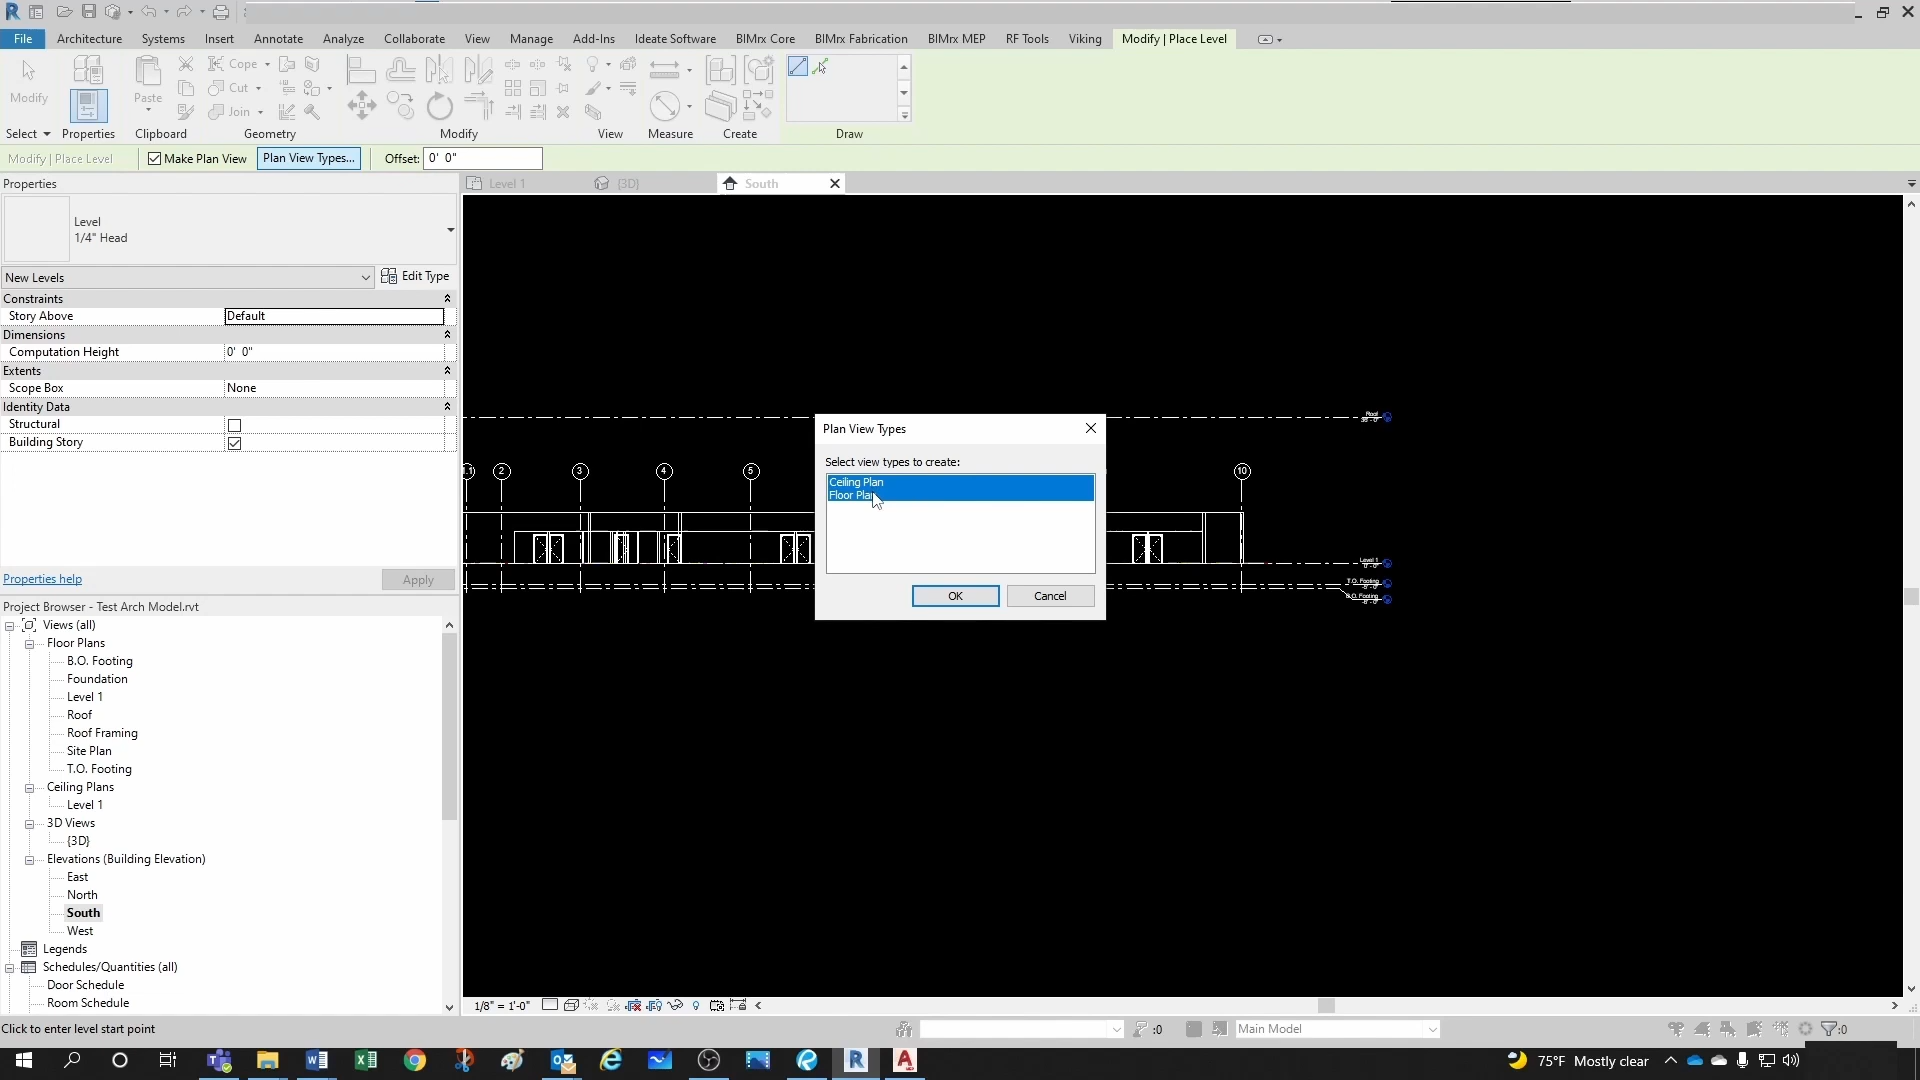 File Architecture Systems Insert Annotate Analyze Collaborate View Manage Add-Ins Ideate Software BIMrx Core BIMrx Fabrication BIMrx MEP RF Tools Viking Modify | Place Level
Modify Paste Cope Cut Join
Select Properties Clipboard Geometry Modify View Measure Create Draw
Modify | Place Level Make Plan View Plan View Types... Offset: 0' 0"
Properties
Level 1 {3D} South
Level
1/4" Head
New Levels Edit Type
Constraints
Story Above Default
Dimensions
Computation Height 0' 0"
Extents
Scope Box None
Identity Data
Structural
Building Story
Properties help Apply
Roof
2 3 4 5 10
Level 1
T.O. Footing
B.O. Footing
Plan View Types
Select view types to create:
Ceiling Plan
Floor Plan
OK Cancel
Project Browser - Test Arch Model.rvt
Views (all)
Floor Plans
B.O. Footing
Foundation
Level 1
Roof
Roof Framing
Site Plan
T.O. Footing
Ceiling Plans
Level 1
3D Views
{3D}
Elevations (Building Elevation)
East
North
South
West
Legends
Schedules/Quantities (all)
Door Schedule
Room Schedule
1/8" = 1'-0"
Click to enter level start point :0 Main Model :0
75°F Mostly clear